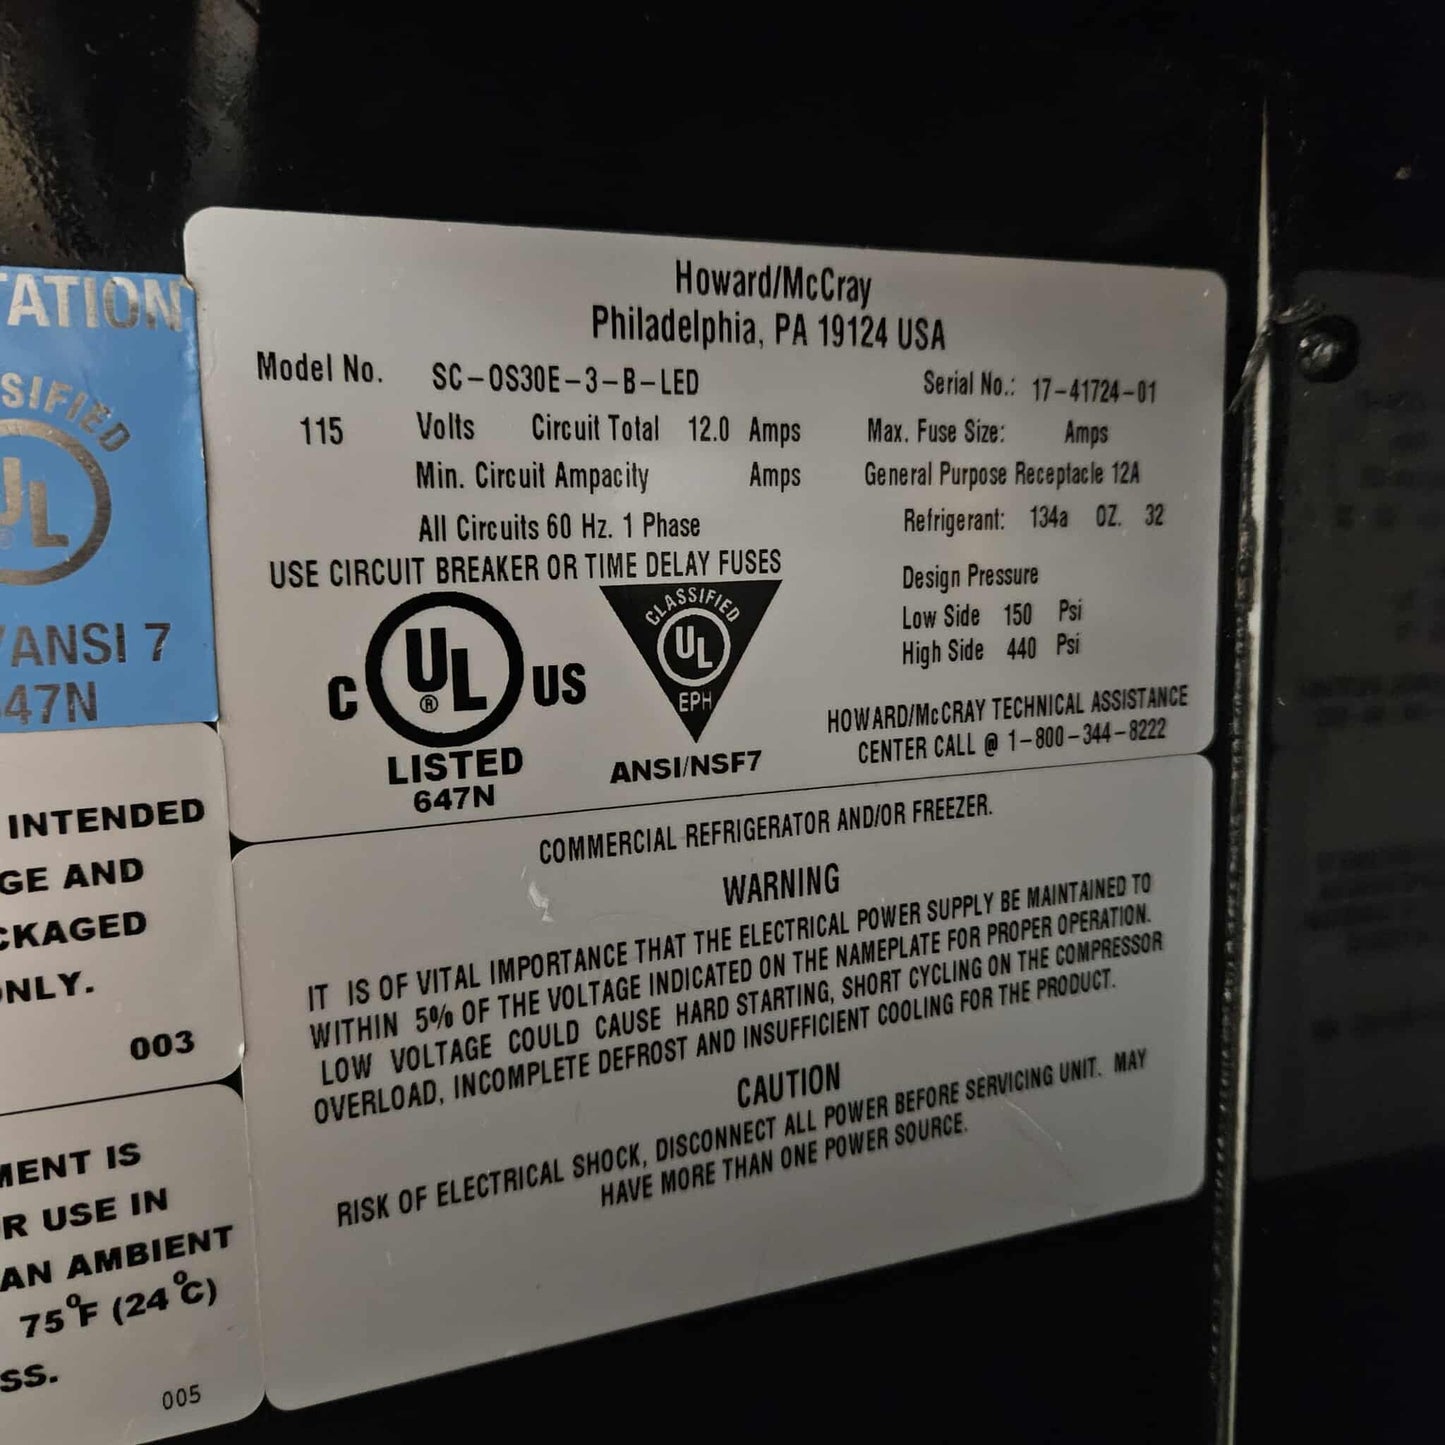 Howard/McCray
Philadelphia, PA 19124 USA
Model No. SC-OS30E-3-B-LED Serial No.: 17-41724-01
115 Volts Circuit Total 12.0 Amps Max. Fuse Size: Amps
Min. Circuit Ampacity Amps General Purpose Receptacle 12A
All Circuits 60 Hz. 1 Phase Refrigerant: 134a OZ. 32
USE CIRCUIT BREAKER OR TIME DELAY FUSES
Design Pressure
Low Side 150 Psi
High Side 440 Psi
C UL ® US
LISTED
647N
CLASSIFIED
UL
EPH
ANSI/NSF7
HOWARD/McCRAY TECHNICAL ASSISTANCE
CENTER CALL @ 1-800-344-8222
COMMERCIAL REFRIGERATOR AND/OR FREEZER.
WARNING
IT IS OF VITAL IMPORTANCE THAT THE ELECTRICAL POWER SUPPLY BE MAINTAINED TO
WITHIN 5% OF THE VOLTAGE INDICATED ON THE NAMEPLATE FOR PROPER OPERATION.
LOW VOLTAGE COULD CAUSE HARD STARTING, SHORT CYCLING ON THE COMPRESSOR
OVERLOAD, INCOMPLETE DEFROST AND INSUFFICIENT COOLING FOR THE PRODUCT.
CAUTION
RISK OF ELECTRICAL SHOCK, DISCONNECT ALL POWER BEFORE SERVICING UNIT. MAY
HAVE MORE THAN ONE POWER SOURCE.
TATION
SSIFIED
UL
/ANSI 7
47N
INTENDED
GE AND
CKAGED
ONLY.
003
MENT IS
R USE IN
AN AMBIENT
75°F (24°C)
SS.
005